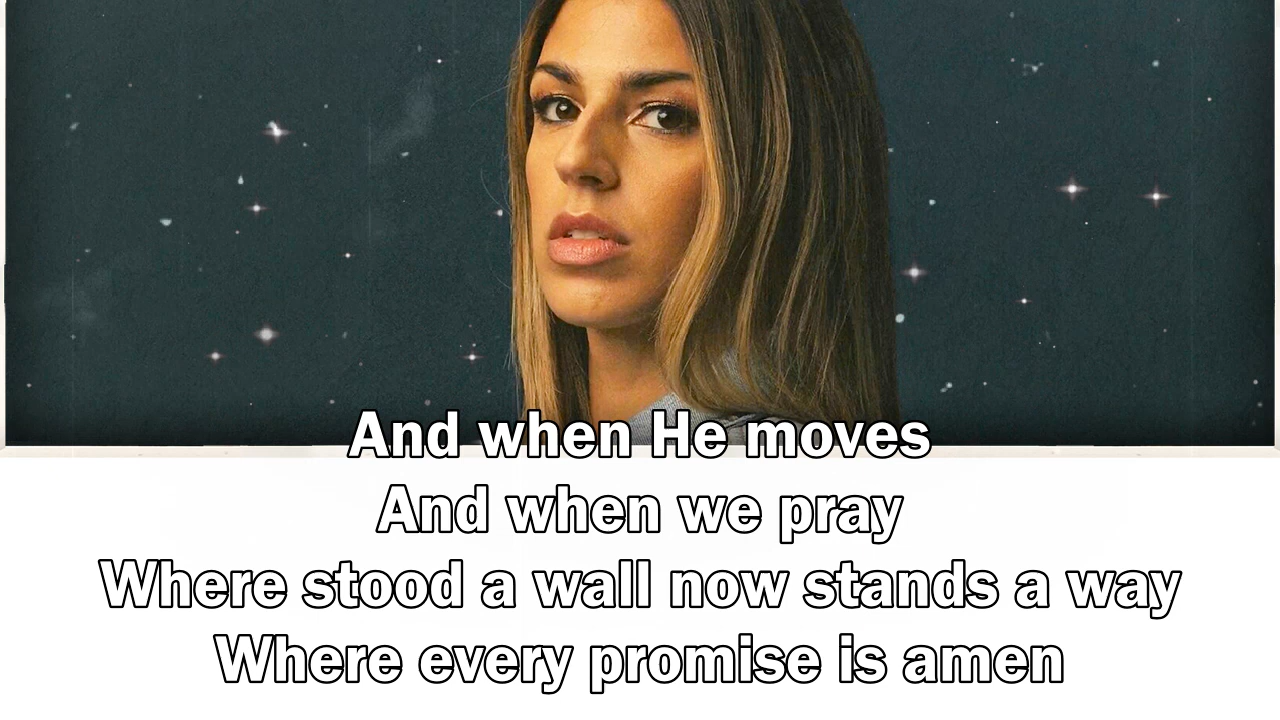 And when He moves
And when we pray
Where stood a wall now stands a way
Where every promise is amen